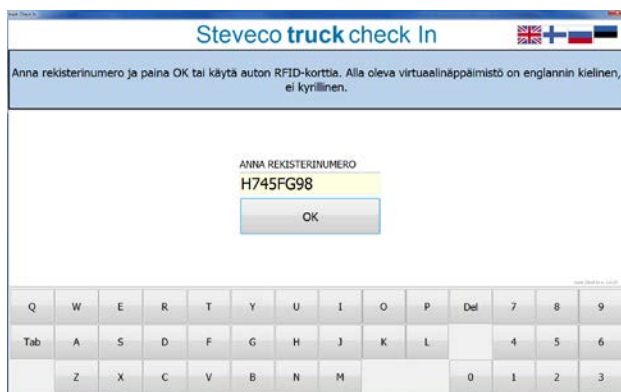 Steveco truck check In
Anna rekisterinumero ja paina OK tai käytä auton RFID-korttia. Alla oleva virtuaalinäppäimistö on englannin kielinen,
ei kyrillinen.
ANNA REKISTERINUMERO
H745FG98
OK
Q W E R T Y U I O P Del 7 8 9
Tab A S D F G H J K L 4 5 6
Z X C V B N M 0 1 2 3